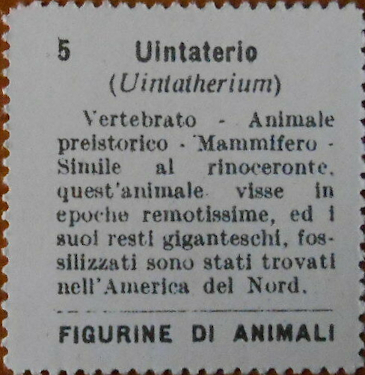 5 Uintaterio
(Uintatherium)
Vertebrato - Animale
preistorico - Mammifero -
Simile al rinoceronte,
quest'animale visse in
epoche remotissime, ed i
suoi resti giganteschi, fos-
silizzati sono stati trovati
nell'America del Nord.
FIGURINE DI ANIMALI